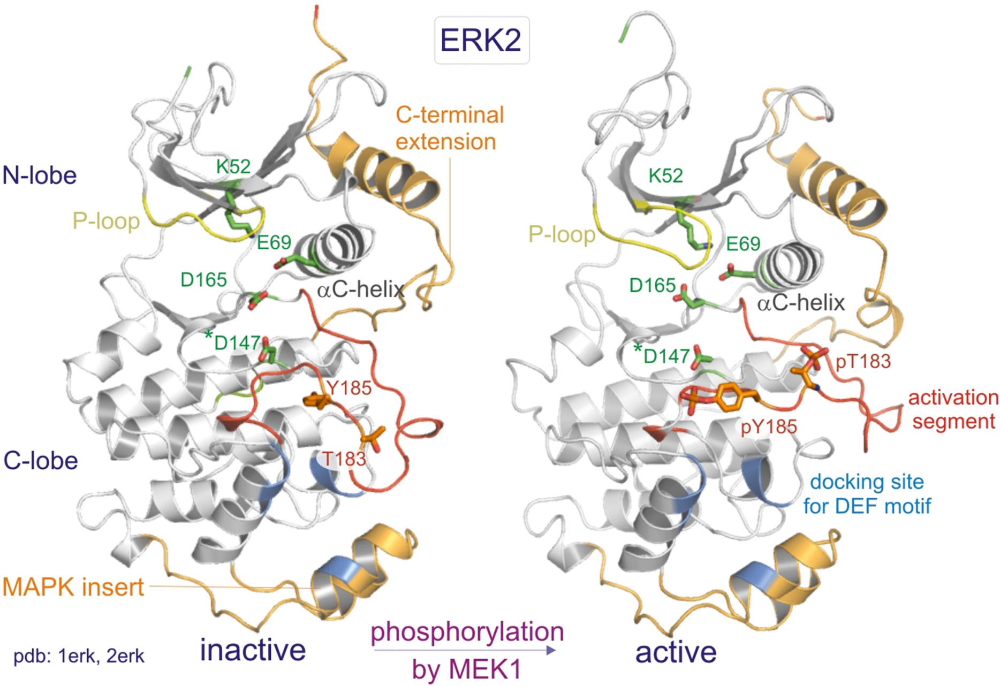 ERK2
C-terminal
extension
N-lobe
K52
P-loop
E69
D165
αC-helix
*D147
Y185
T183
C-lobe
MAPK insert
K52
P-loop
E69
D165
αC-helix
*D147
pT183
pY185
activation
segment
docking site
for DEF motif
pdb: 1erk, 2erk
inactive
phosphorylation
by MEK1
active